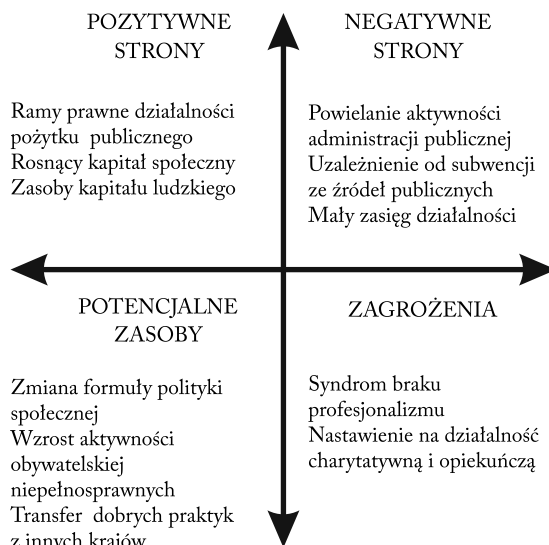 POZYTYWNE
STRONY
Ramy prawne działalności
pożytku publicznego
Rosnący kapitał społeczny
Zasoby kapitału ludzkiego
NEGATYWNE
STRONY
Powielanie aktywności
administracji publicznej
Uzależnienie od subwencji
ze źródeł publicznych
Mały zasięg działalności
POTENCJALNE
ZASOBY
Zmiana formuły polityki
społecznej
Wzrost aktywności
obywatelskiej
niepełnosprawnych
Transfer dobrych praktyk
z innych krajów
ZAGROŻENIA
Syndrom braku
profesjonalizmu
Nastawienie na działalność
charytatywną i opiekuńczą